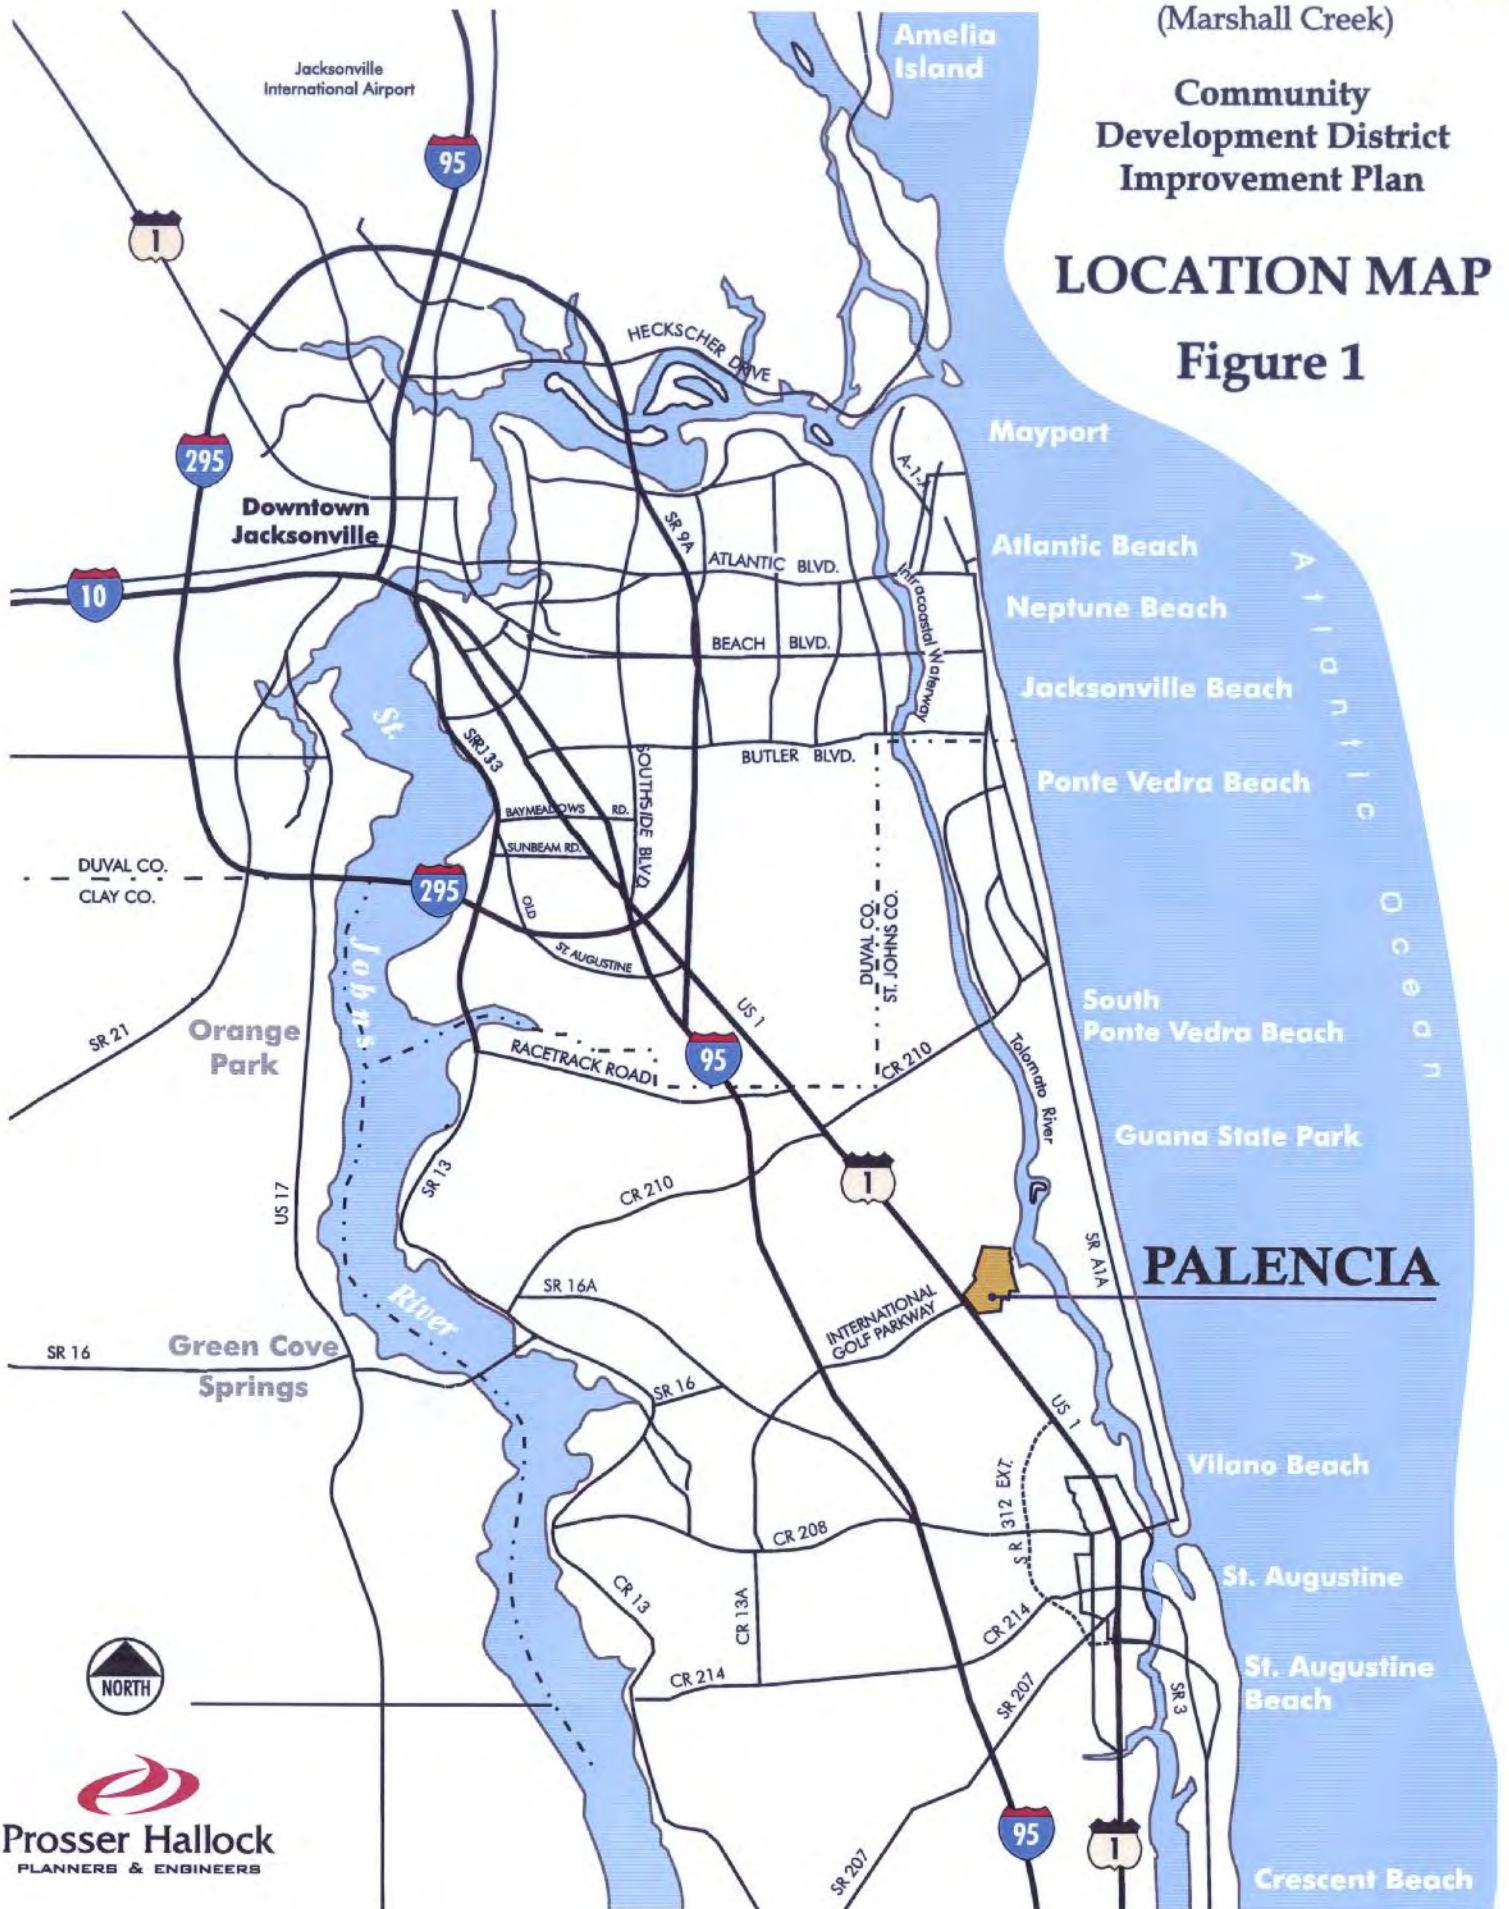 (Marshall Creek)
Community
Development District
Improvement Plan
LOCATION MAP
Figure 1
Amelia
Island
Jacksonville
International Airport
95
1
HECKSCHER DRIVE
295
Mayport
A-1-A
Downtown
Jacksonville
SR 9A
ATLANTIC BLVD.
Atlantic Beach
10
Intracoastal Waterway
Neptune Beach
BEACH BLVD.
Jacksonville Beach
Atlantic Ocean
St.
Johns
River
BUTLER BLVD.
SOUTHSIDE BLVD.
Ponte Vedra Beach
BAYMEADOWS RD.
SUNBEAM RD.
DUVAL CO.
CLAY CO.
295
OLD
ST. AUGUSTINE
DUVAL CO.
ST. JOHNS CO.
US 1
South
Ponte Vedra Beach
SR 21
Orange
Park
RACETRACK ROAD
95
CR 210
Tolomato River
Guana State Park
SR 13
US 17
CR 210
1
SR A1A
PALENCIA
SR 16A
INTERNATIONAL
GOLF PARKWAY
SR 16
Green Cove
Springs
SR 16
US 1
Vilano Beach
SR 312 EXT.
CR 208
St. Augustine
CR 13
CR 13A
CR 214
CR 214
St. Augustine
Beach
SR 207
SR 3
NORTH
Prosser Hallock
PLANNERS & ENGINEERS
95
1
SR 207
Crescent Beach